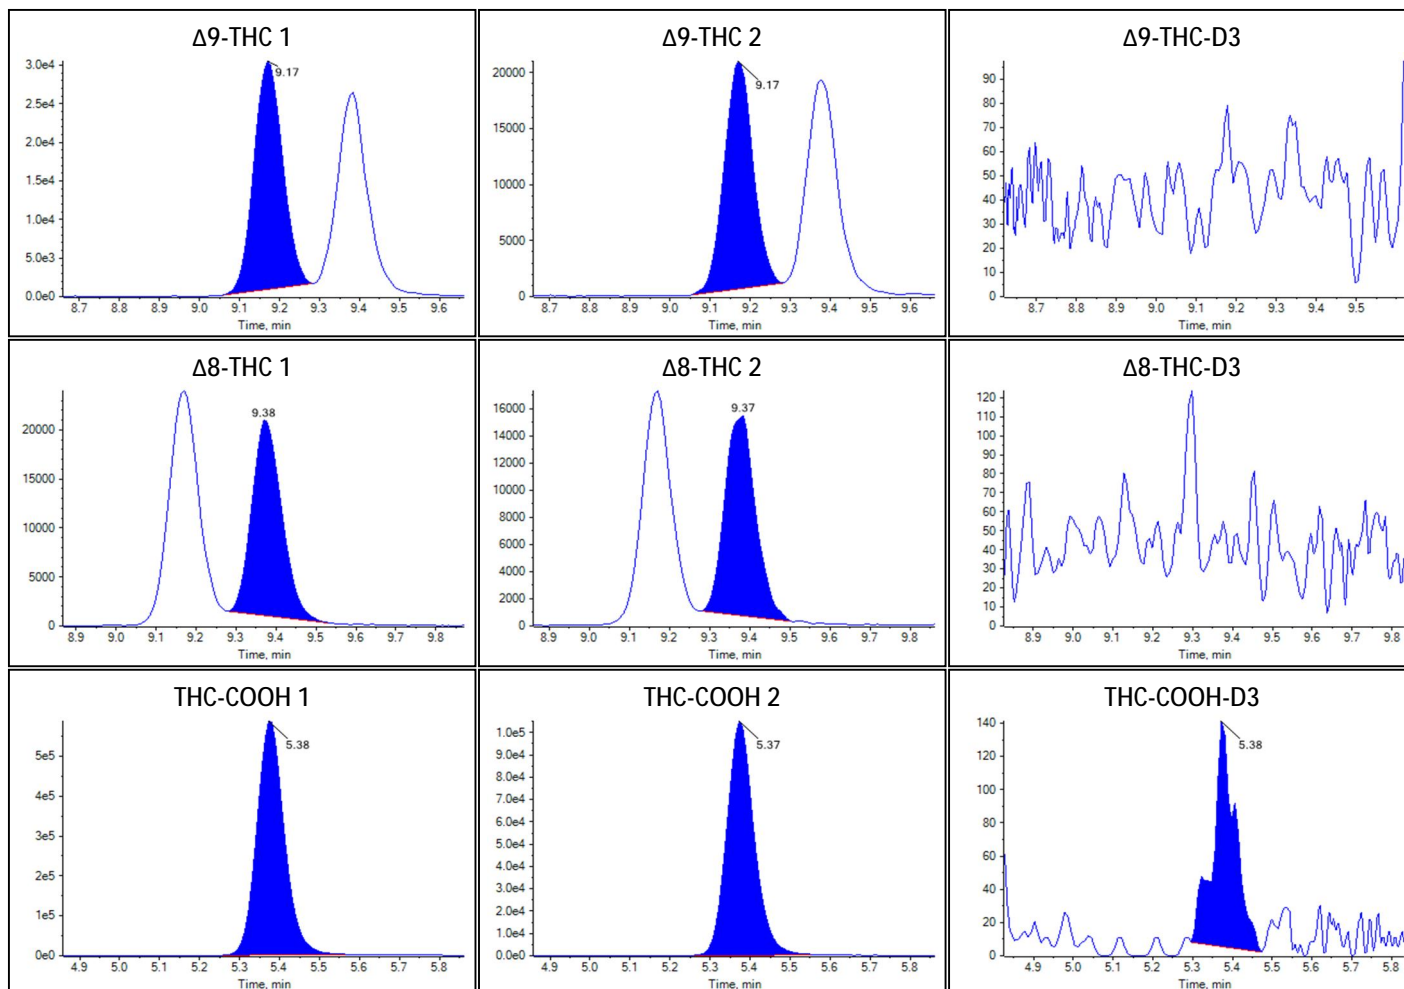 Δ9-THC 1
3.0e4
2.5e4
2.0e4
1.5e4
1.0e4
5.0e3
0.0e0
9.17
8.7 8.8 8.9 9.0 9.1 9.2 9.3 9.4 9.5 9.6
Time, min
Δ9-THC 2
20000
15000
10000
5000
0
9.17
8.7 8.8 8.9 9.0 9.1 9.2 9.3 9.4 9.5 9.6
Time, min
Δ9-THC-D3
90
80
70
60
50
40
30
20
10
0
8.7 8.8 8.9 9.0 9.1 9.2 9.3 9.4 9.5
Time, min
Δ8-THC 1
20000
15000
10000
5000
0
9.38
8.9 9.0 9.1 9.2 9.3 9.4 9.5 9.6 9.7 9.8
Time, min
Δ8-THC 2
16000
14000
12000
10000
8000
6000
4000
2000
0
9.37
8.9 9.0 9.1 9.2 9.3 9.4 9.5 9.6 9.7 9.8
Time, min
Δ8-THC-D3
120
110
100
90
80
70
60
50
40
30
20
10
0
8.9 9.0 9.1 9.2 9.3 9.4 9.5 9.6 9.7 9.8
Time, min
THC-COOH 1
5e5
4e5
3e5
2e5
1e5
0e0
5.38
4.9 5.0 5.1 5.2 5.3 5.4 5.5 5.6 5.7 5.8
Time, min
THC-COOH 2
1.0e5
9.0e4
8.0e4
7.0e4
6.0e4
5.0e4
4.0e4
3.0e4
2.0e4
1.0e4
0.0e0
5.37
4.9 5.0 5.1 5.2 5.3 5.4 5.5 5.6 5.7 5.8
Time, min
THC-COOH-D3
140
120
100
80
60
40
20
0
5.38
4.9 5.0 5.1 5.2 5.3 5.4 5.5 5.6 5.7 5.8
Time, min